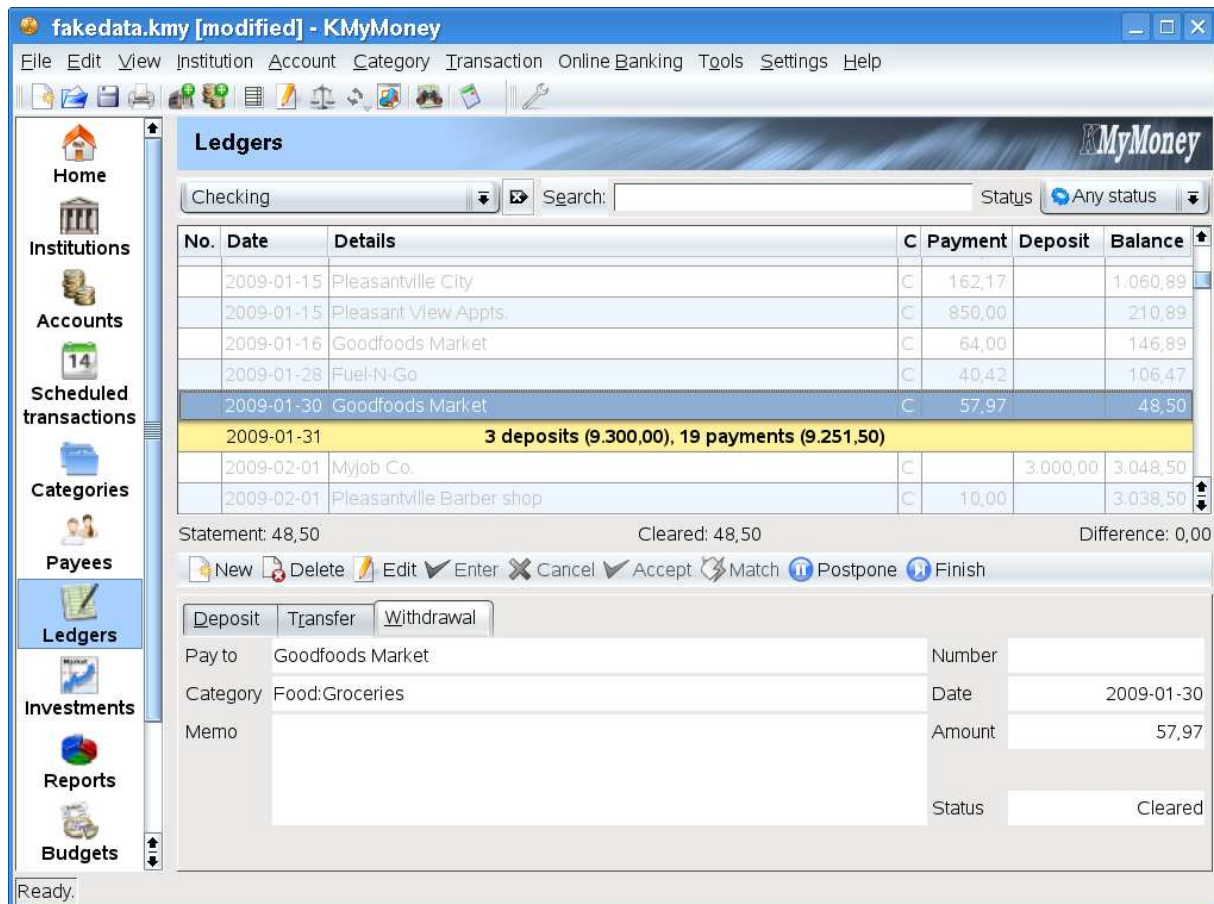 fakedata.kmy [modified] - KMyMoney
File Edit View Institution Account Category Transaction Online Banking Tools Settings Help
Home
Institutions
Accounts
14
Scheduled transactions
Categories
Payees
Ledgers
Investments
Reports
Budgets
Ledgers
KMyMoney
Checking Search: Status Any status
No. Date Details C Payment Deposit Balance
2009-01-15 Pleasantville City C 162,17 1.060,89
2009-01-15 Pleasant View Appts. C 850,00 210,89
2009-01-16 Goodfoods Market C 64,00 146,89
2009-01-28 Fuel-N-Go C 40,42 106,47
2009-01-30 Goodfoods Market C 57,97 48,50
2009-01-31 3 deposits (9.300,00), 19 payments (9.251,50)
2009-02-01 Myjob Co. C 3.000,00 3.048,50
2009-02-01 Pleasantville Barber shop C 10,00 3.038,50
Statement: 48,50 Cleared: 48,50 Difference: 0,00
New Delete Edit Enter Cancel Accept Match Postpone Finish
Deposit Transfer Withdrawal
Pay to Goodfoods Market Number
Category Food:Groceries Date 2009-01-30
Memo Amount 57,97
Status Cleared
Ready.